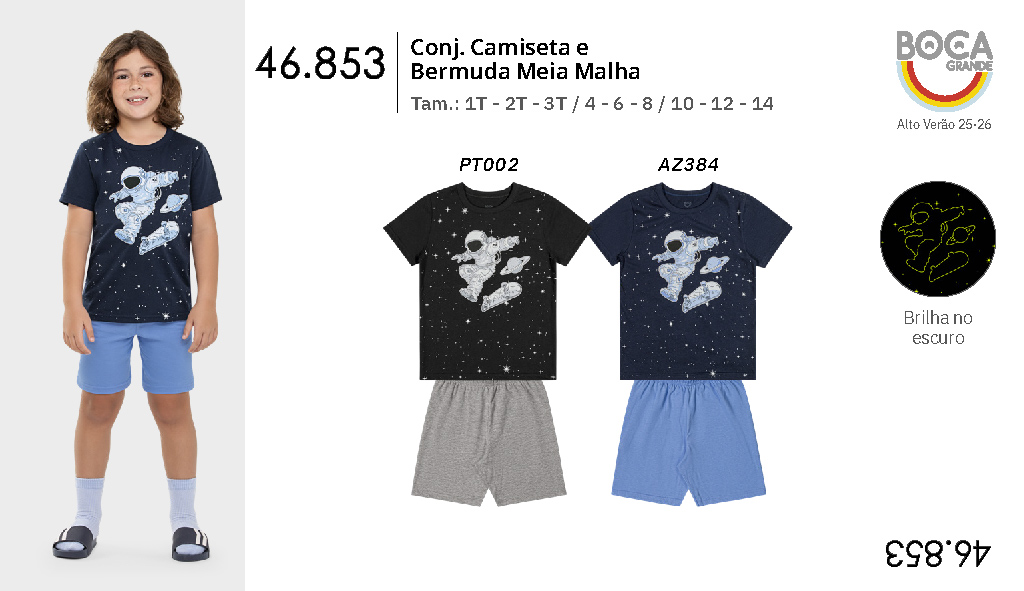 46.853
Conj. Camiseta e
Bermuda Meia Malha
Tam.: 1T - 2T - 3T / 4 - 6 - 8 / 10 - 12 - 14
BOCA
GRANDE
Alto Verão 25-26
PT002
AZ384
Brilha no
escuro
46.853